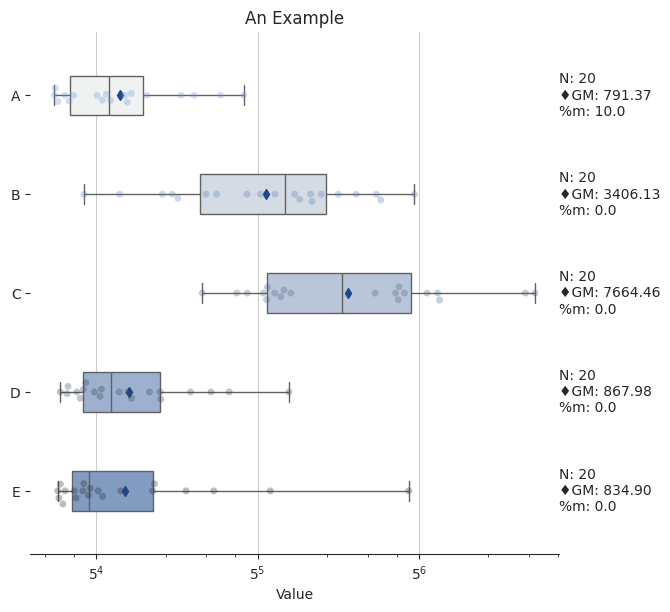 An Example
A
N: 20
♦GM: 791.37
%m: 10.0
B
N: 20
♦GM: 3406.13
%m: 0.0
C
N: 20
♦GM: 7664.46
%m: 0.0
D
N: 20
♦GM: 867.98
%m: 0.0
E
N: 20
♦GM: 834.90
%m: 0.0
5⁴ 5⁵ 5⁶
Value